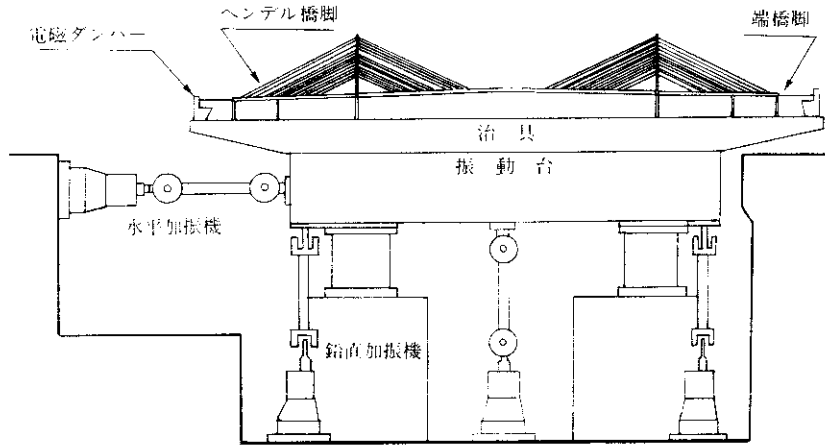 ヘンデル橋脚
端橋脚
電磁ダンパー
治具
振動台
水平加振機
鉛直加振機